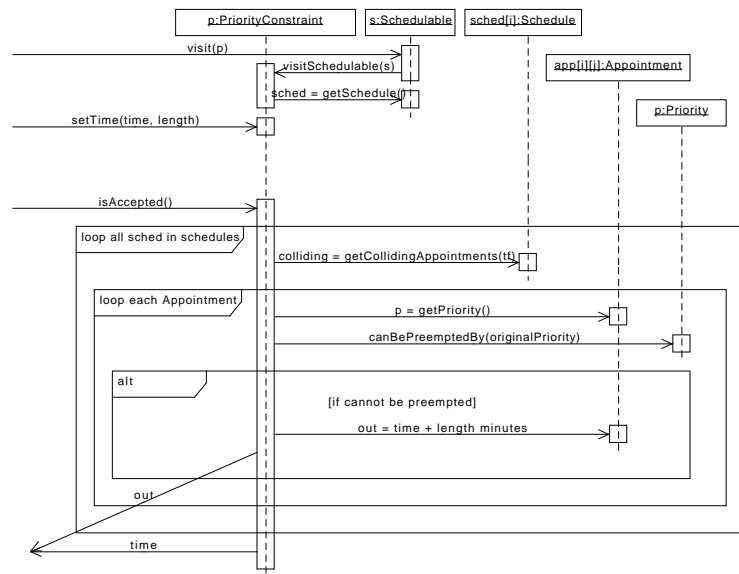 p:PriorityConstraint
s:Schedulable
sched[i]:Schedule
visit(p)
visitSchedulable(s)
app[i][j]:Appointment
sched = getSchedule()
p:Priority
setTime(time, length)
isAccepted()
loop all sched in schedules
colliding = getCollidingAppointments(tf)
loop each Appointment
p = getPriority()
canBePreemptedBy(originalPriority)
alt
[if cannot be preempted]
out = time + length minutes
out
time